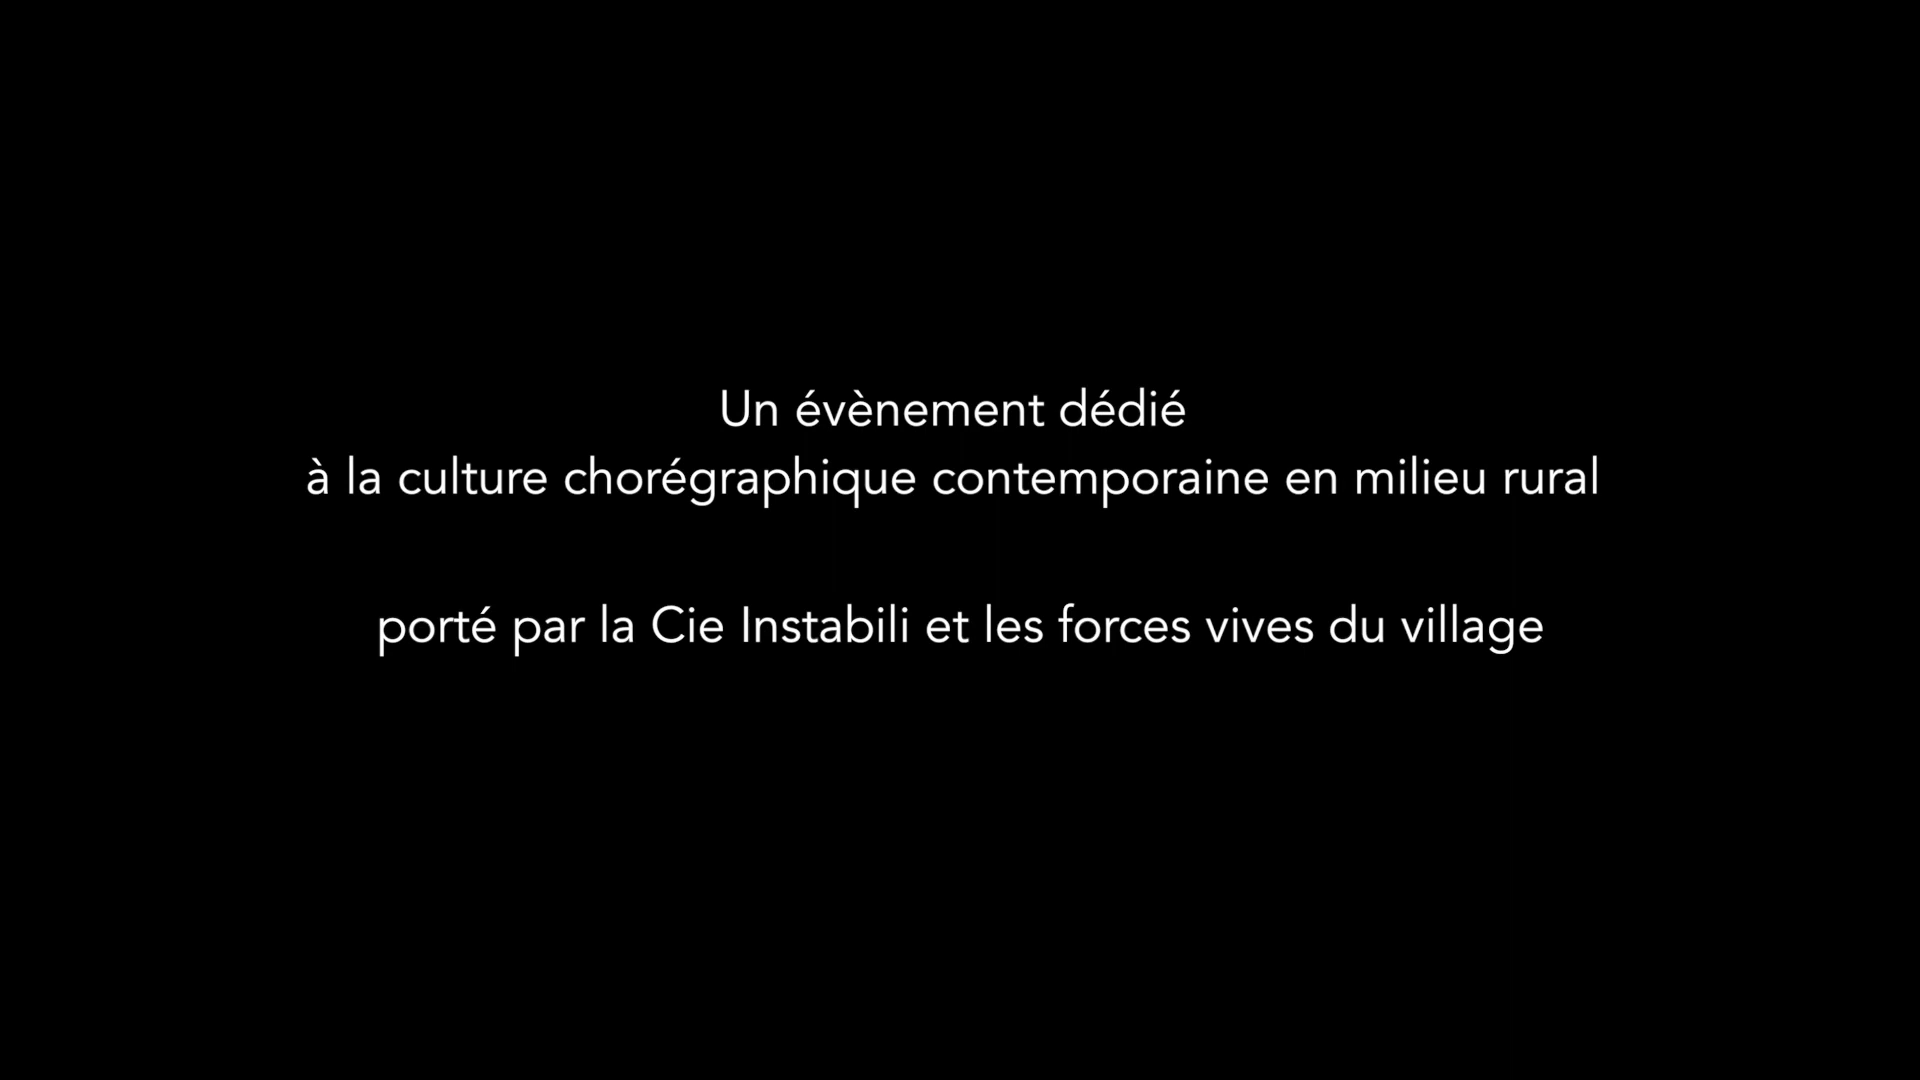 Un évènement dédié
à la culture chorégraphique contemporaine en milieu rural
porté par la Cie Instabili et les forces vives du village